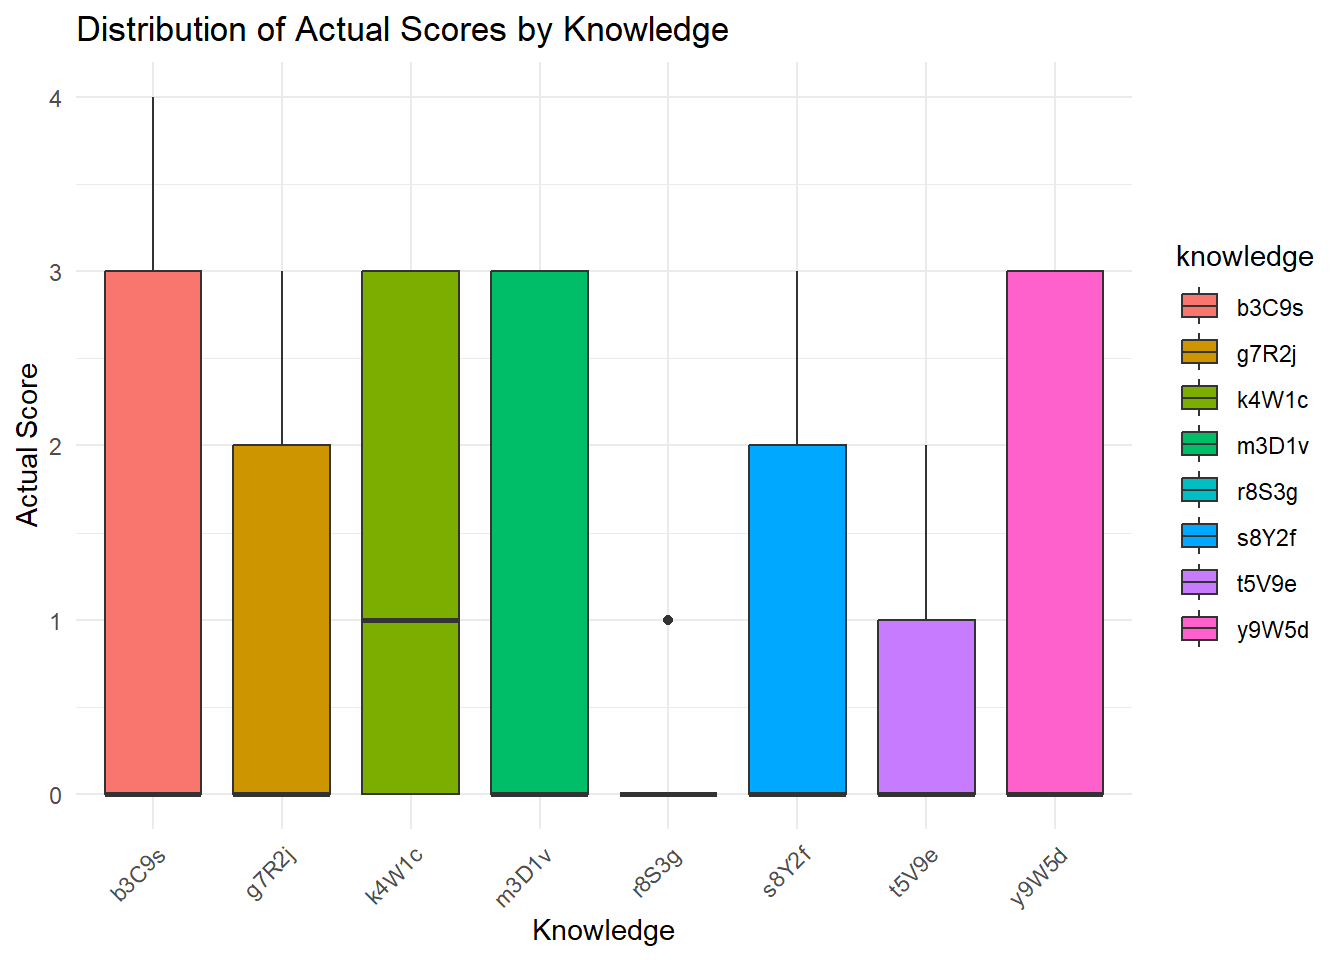 Distribution of Actual Scores by Knowledge
Actual Score
4
3
2
1
0
b3C9s
g7R2j
k4W1c
m3D1v
r8S3g
s8Y2f
t5V9e
y9W5d
Knowledge
knowledge
b3C9s
g7R2j
k4W1c
m3D1v
r8S3g
s8Y2f
t5V9e
y9W5d